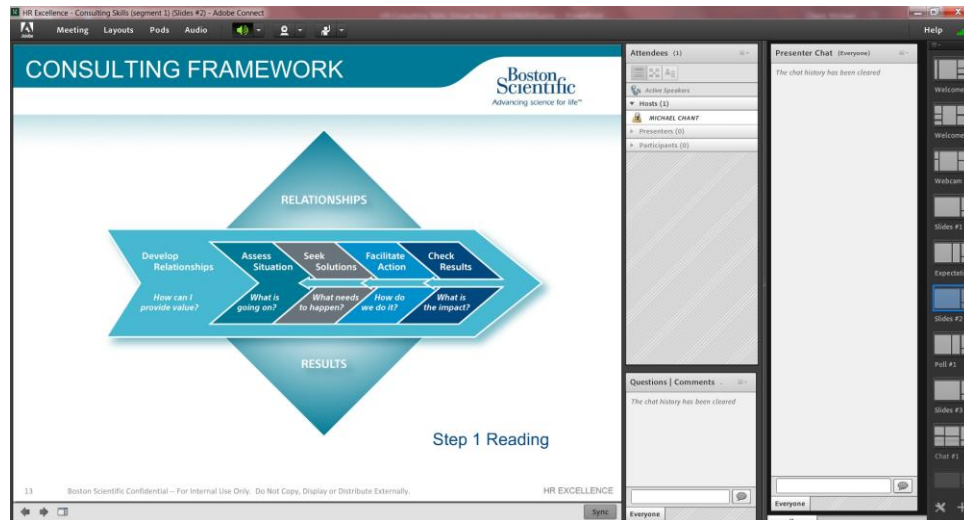 HR Excellence - Consulting Skills (segment 1) (Slides #2) - Adobe Connect
Adobe
Meeting Layouts Pods Audio
Help
CONSULTING FRAMEWORK
Boston
Scientific
Advancing science for life™
RELATIONSHIPS
Develop
Relationships
How can I
provide value?
Assess
Situation
What is
going on?
Seek
Solutions
What needs
to happen?
Facilitate
Action
How do
we do it?
Check
Results
What is
the impact?
RESULTS
Step 1 Reading
13 Boston Scientific Confidential -- For Internal Use Only. Do Not Copy, Display or Distribute Externally. HR EXCELLENCE
Sync
Attendees (1)
Active Speakers
Hosts (1)
MICHAEL CHANT
Presenters (0)
Participants (0)
Questions | Comments
The chat history has been cleared
Everyone
Presenter Chat (Everyone)
The chat history has been cleared
Everyone
Welcome
Welcome
Webcam
Slides #1
Slides #2
Poll #1
Slides #3
Chat #1